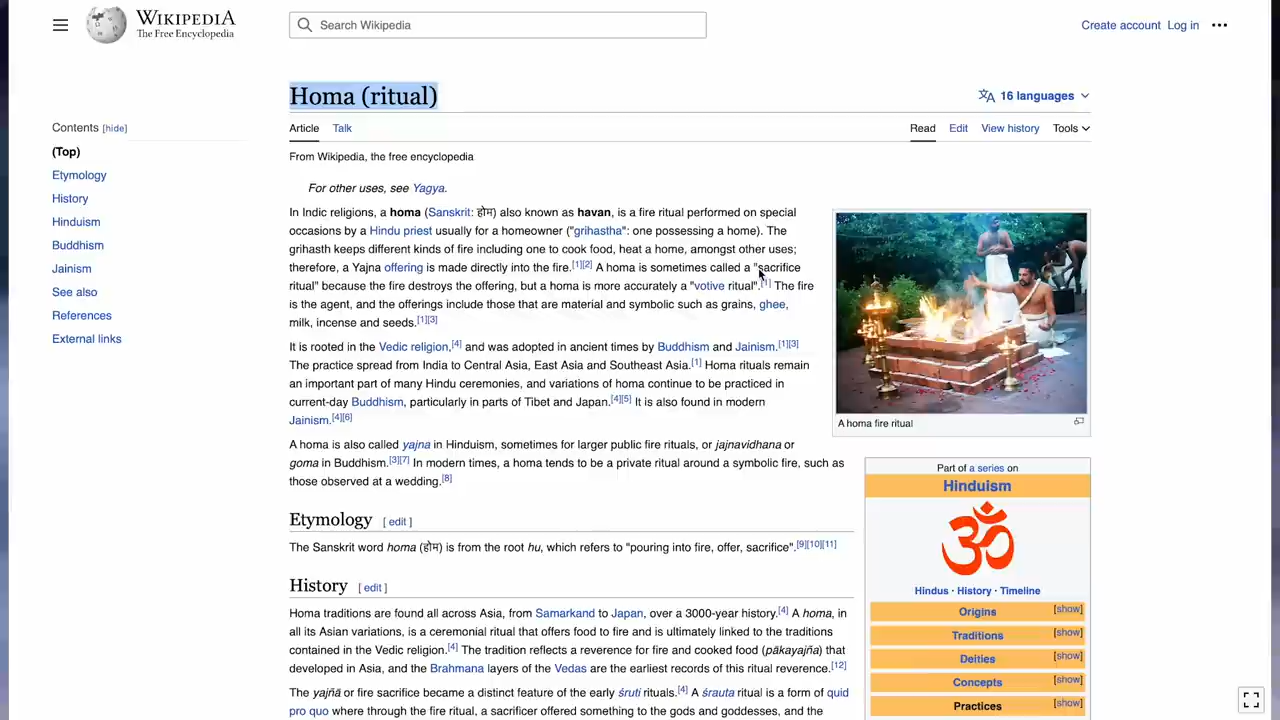 WIKIPEDIA
The Free Encyclopedia
Search Wikipedia
Create account Log in
Homa (ritual)
16 languages
Contents [hide]
(Top)
Etymology
History
Hinduism
Buddhism
Jainism
See also
References
External links
Article Talk
Read Edit View history Tools
From Wikipedia, the free encyclopedia
For other uses, see Yagya.
In Indic religions, a homa (Sanskrit: होम) also known as havan, is a fire ritual performed on special
occasions by a Hindu priest usually for a homeowner ("grihastha": one possessing a home). The
grihasth keeps different kinds of fire including one to cook food, heat a home, amongst other uses;
therefore, a Yajna offering is made directly into the fire.[1][2] A homa is sometimes called a "sacrifice
ritual" because the fire destroys the offering, but a homa is more accurately a "votive ritual".[1] The fire
is the agent, and the offerings include those that are material and symbolic such as grains, ghee,
milk, incense and seeds.[1][3]
It is rooted in the Vedic religion,[4] and was adopted in ancient times by Buddhism and Jainism.[1][3]
The practice spread from India to Central Asia, East Asia and Southeast Asia.[1] Homa rituals remain
an important part of many Hindu ceremonies, and variations of homa continue to be practiced in
current-day Buddhism, particularly in parts of Tibet and Japan.[4][5] It is also found in modern
Jainism.[4][6]
A homa is also called yajna in Hinduism, sometimes for larger public fire rituals, or jajnavidhana or
goma in Buddhism.[3][7] In modern times, a homa tends to be a private ritual around a symbolic fire, such as
those observed at a wedding.[8]
A homa fire ritual
Part of a series on
Hinduism
ॐ
Hindus · History · Timeline
Origins [show]
Traditions [show]
Deities [show]
Concepts [show]
Practices [show]
Etymology [ edit ]
The Sanskrit word homa (होम) is from the root hu, which refers to "pouring into fire, offer, sacrifice".[9][10][11]
History [ edit ]
Homa traditions are found all across Asia, from Samarkand to Japan, over a 3000-year history.[4] A homa, in
all its Asian variations, is a ceremonial ritual that offers food to fire and is ultimately linked to the traditions
contained in the Vedic religion.[4] The tradition reflects a reverence for fire and cooked food (pākayajña) that
developed in Asia, and the Brahmana layers of the Vedas are the earliest records of this ritual reverence.[12]
The yajñā or fire sacrifice became a distinct feature of the early śruti rituals.[4] A śrauta ritual is a form of quid
pro quo where through the fire ritual, a sacrificer offered something to the gods and goddesses, and the